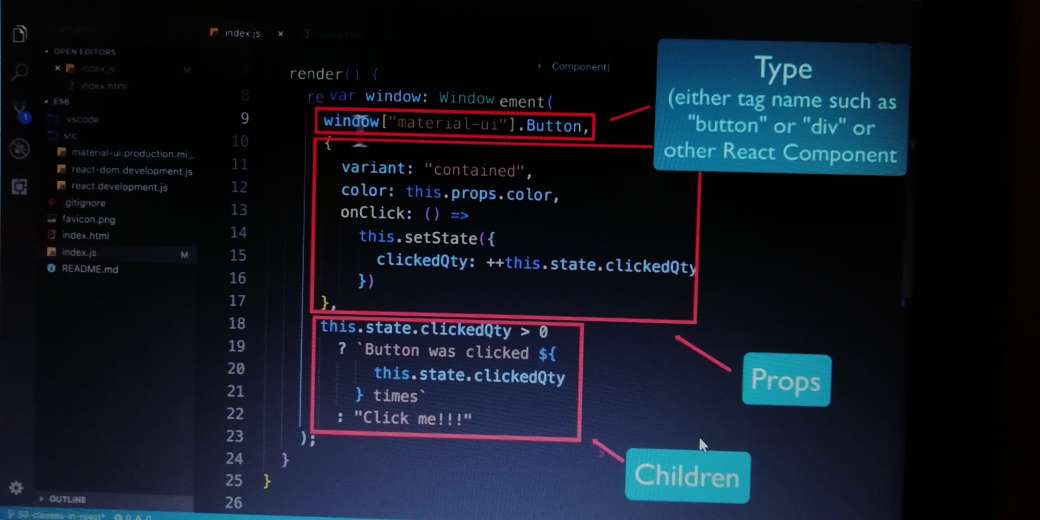 index.js ×
OPEN EDITORS
× index.js M
index.html
ES6
.vscode
src
material-ui.production.mi...
react-dom.development.js
react.development.js
.gitignore
favicon.png
index.html
index.js M
README.md
OUTLINE
Component
render() {
8 re var window: Window ement(
9 window["material-ui"].Button,
10 {
11 variant: "contained",
12 color: this.props.color,
13 onClick: () =>
14 this.setState({
15 clickedQty: ++this.state.clickedQty
16 })
17 },
18 this.state.clickedQty > 0
19 ? `Button was clicked ${
20 this.state.clickedQty
21 } times`
22 : "Click me!!!"
23 );
24 }
25 }
26
Type
(either tag name such as
"button" or "div" or
other React Component
Props
Children